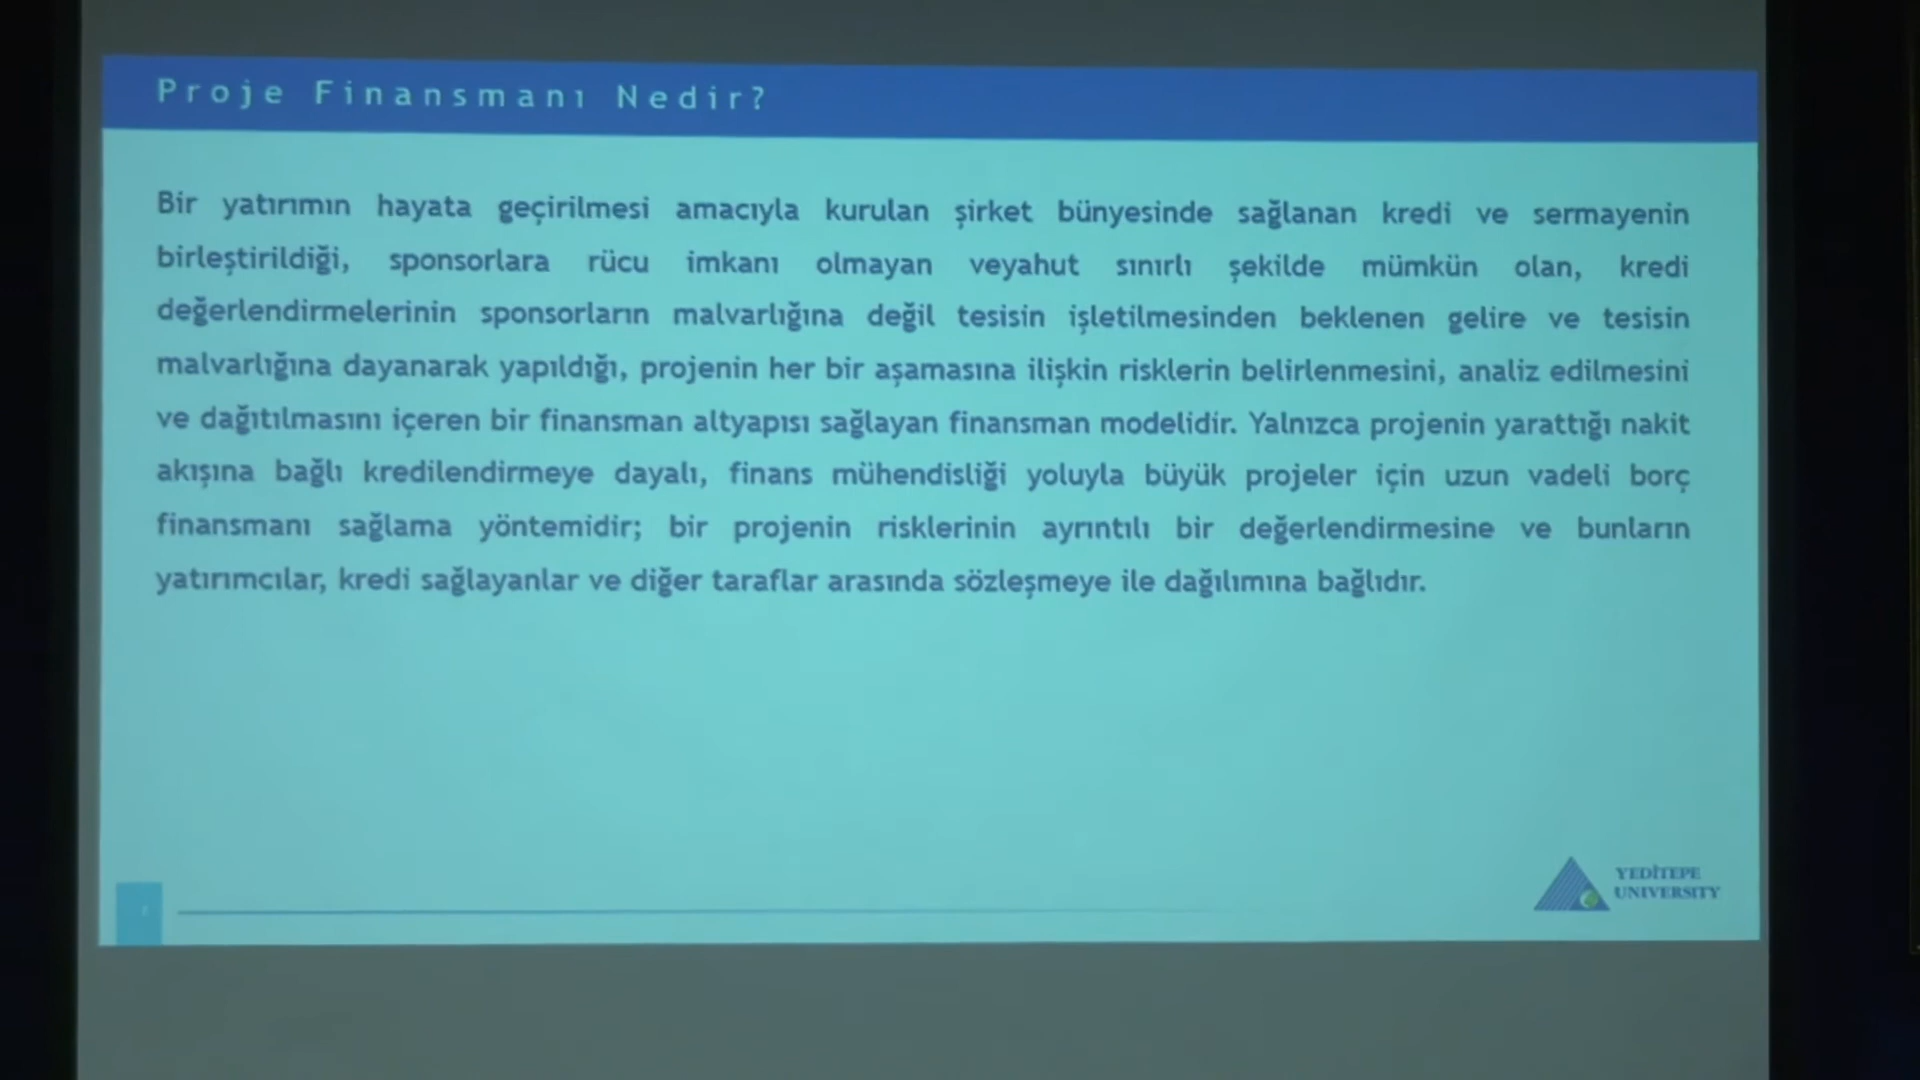 Proje Finansmanı Nedir?
Bir yatırımın hayata geçirilmesi amacıyla kurulan şirket bünyesinde sağlanan kredi ve sermayenin
birleştirildiği, sponsorlara rücu imkanı olmayan veyahut sınırlı şekilde mümkün olan, kredi
değerlendirmelerinin sponsorların malvarlığına değil tesisin işletilmesinden beklenen gelire ve tesisin
malvarlığına dayanarak yapıldığı, projenin her bir aşamasına ilişkin risklerin belirlenmesini, analiz edilmesini
ve dağıtılmasını içeren bir finansman altyapısı sağlayan finansman modelidir. Yalnızca projenin yarattığı nakit
akışına bağlı kredilendirmeye dayalı, finans mühendisliği yoluyla büyük projeler için uzun vadeli borç
finansmanı sağlama yöntemidir; bir projenin risklerinin ayrıntılı bir değerlendirmesine ve bunların
yatırımcılar, kredi sağlayanlar ve diğer taraflar arasında sözleşmeye ile dağılımına bağlıdır.
YEDİTEPE
UNIVERSITY